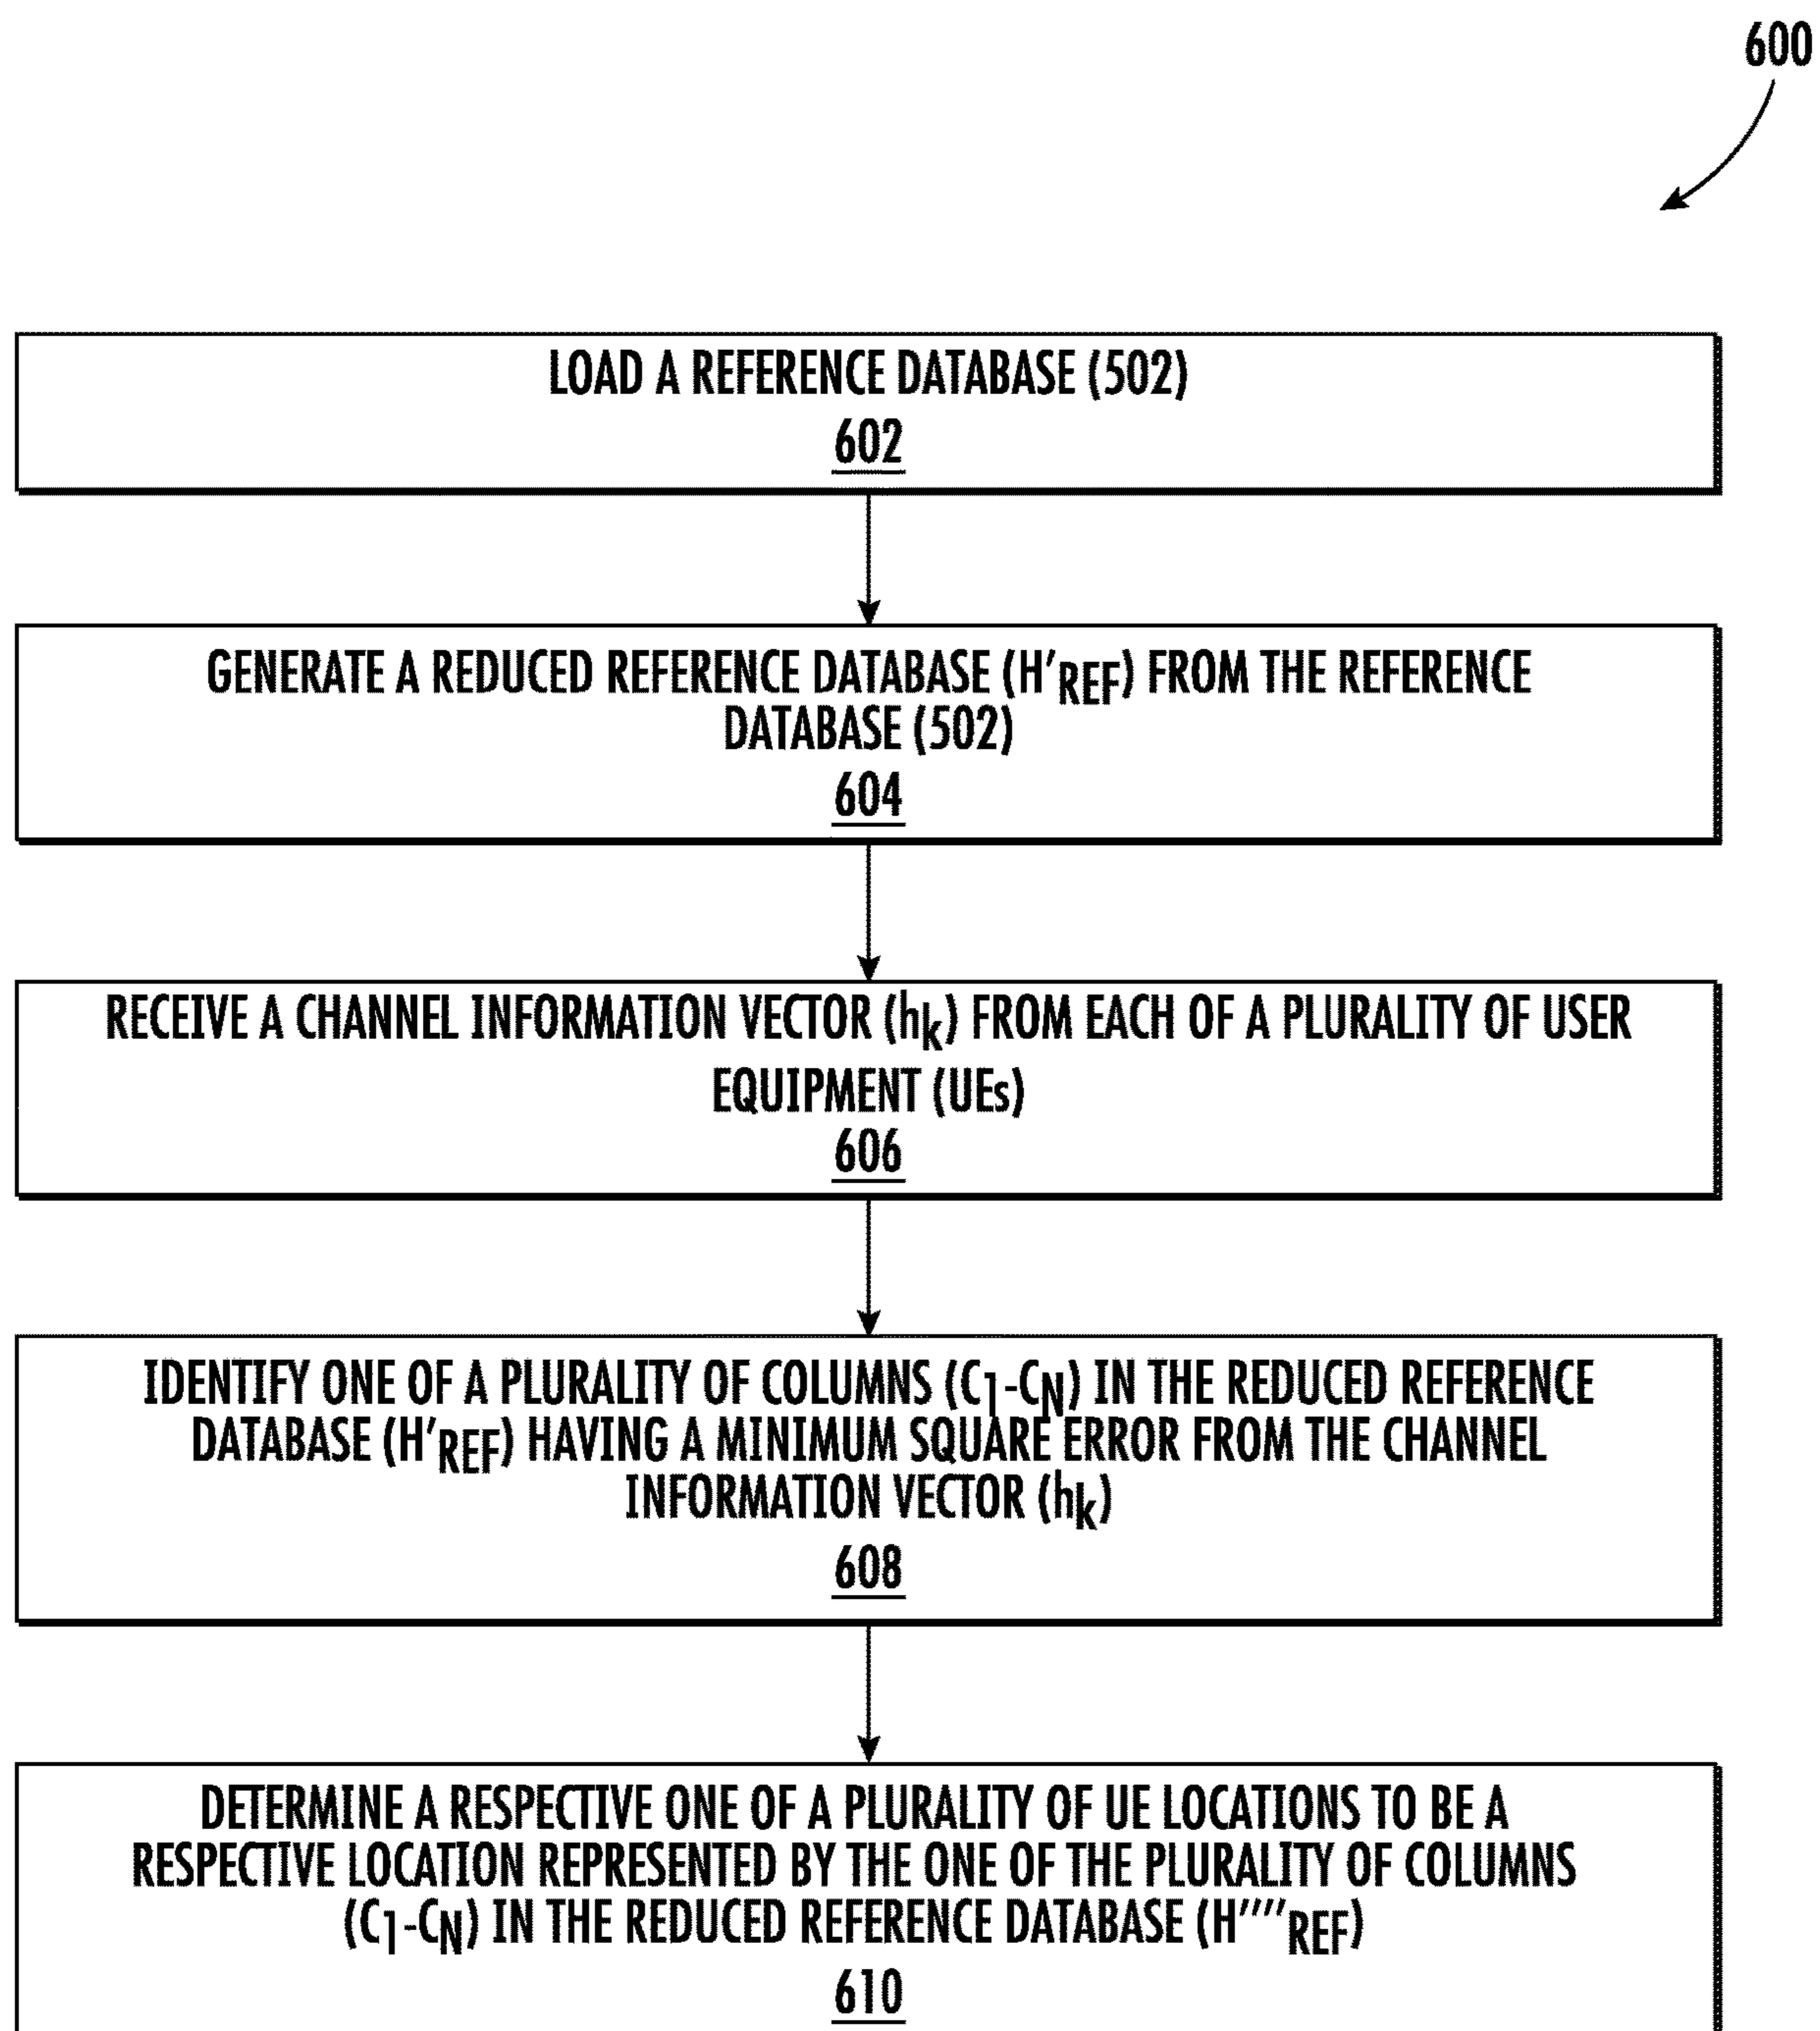 600
LOAD A REFERENCE DATABASE (502)
602
GENERATE A REDUCED REFERENCE DATABASE (H'REF) FROM THE REFERENCE
DATABASE (502)
604
RECEIVE A CHANNEL INFORMATION VECTOR (hk) FROM EACH OF A PLURALITY OF USER
EQUIPMENT (UEs)
606
IDENTIFY ONE OF A PLURALITY OF COLUMNS (C1-CN) IN THE REDUCED REFERENCE
DATABASE (H'REF) HAVING A MINIMUM SQUARE ERROR FROM THE CHANNEL
INFORMATION VECTOR (hk)
608
DETERMINE A RESPECTIVE ONE OF A PLURALITY OF UE LOCATIONS TO BE A
RESPECTIVE LOCATION REPRESENTED BY THE ONE OF THE PLURALITY OF COLUMNS
(C1-CN) IN THE REDUCED REFERENCE DATABASE (H''''REF)
610